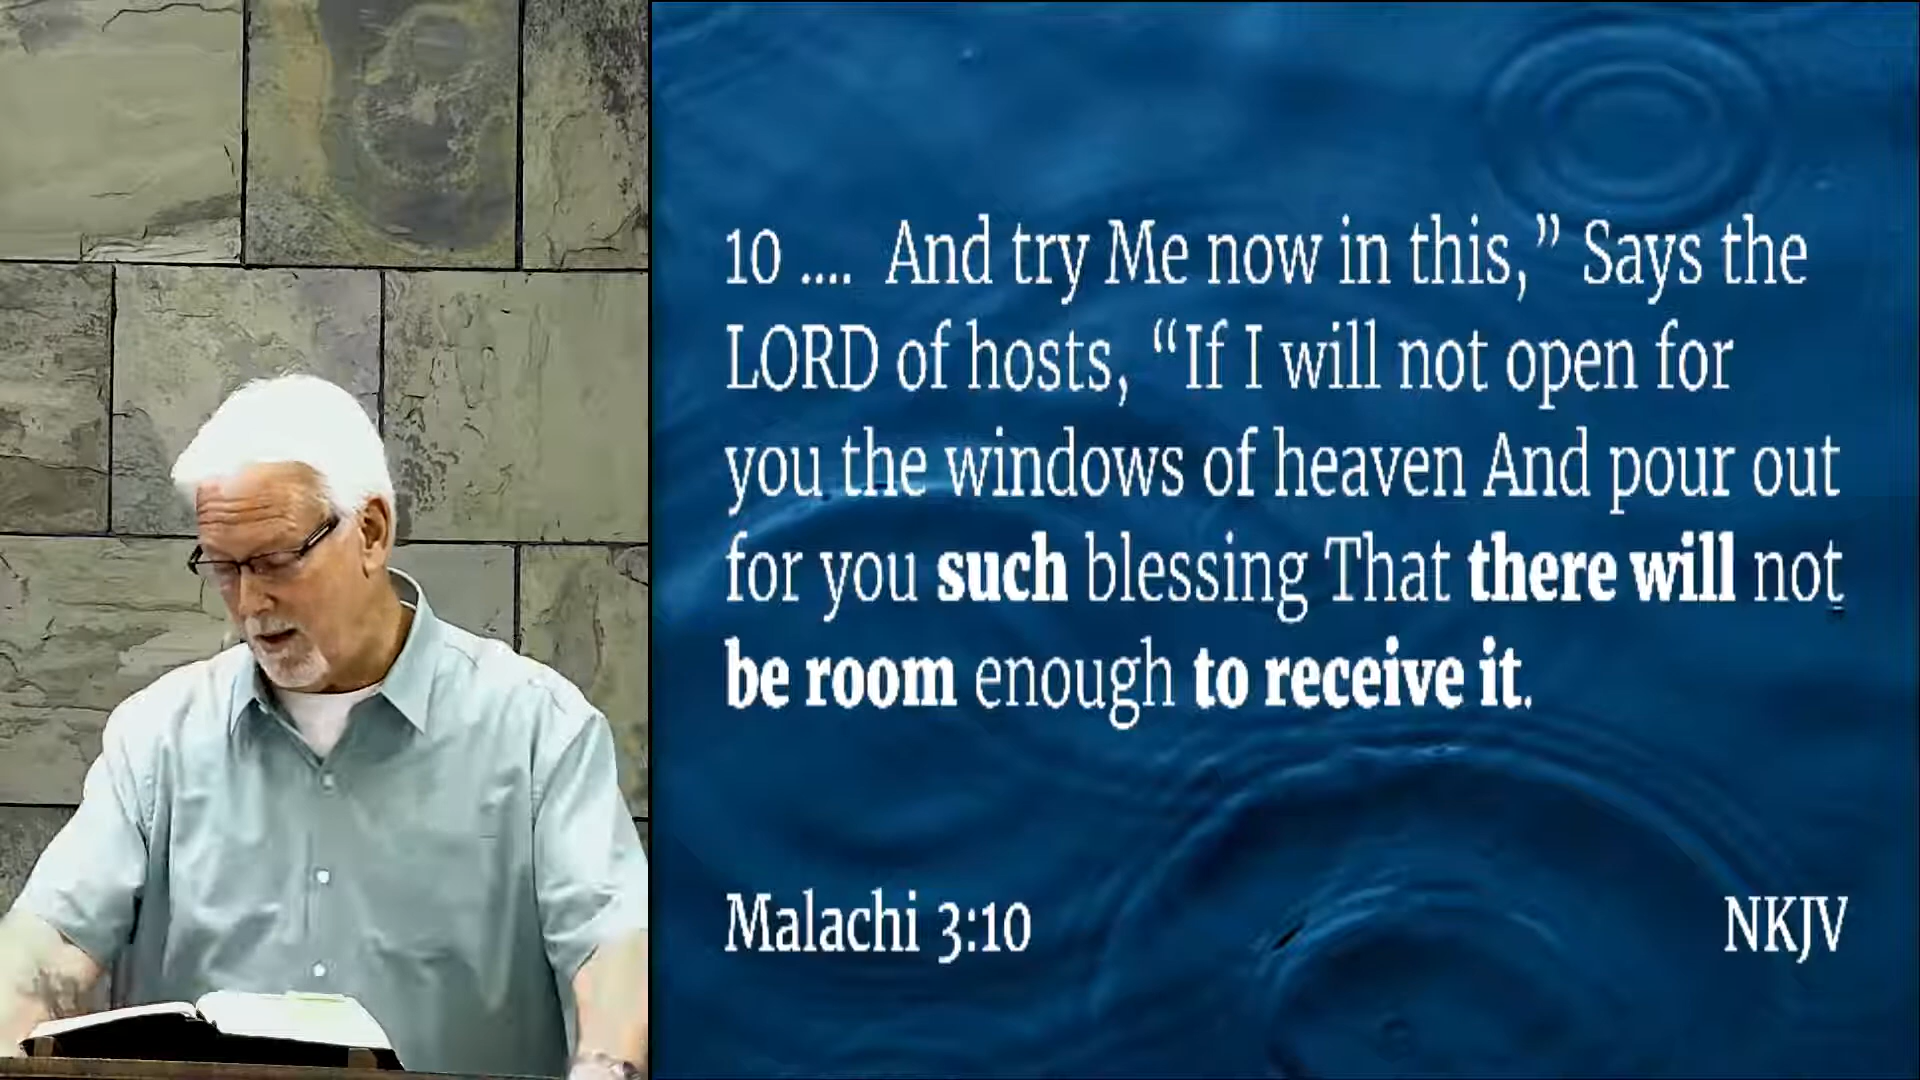 10 .... And try Me now in this,” Says the
LORD of hosts, “If I will not open for
you the windows of heaven And pour out
for you such blessing That there will not
be room enough to receive it.
Malachi 3:10
NKJV